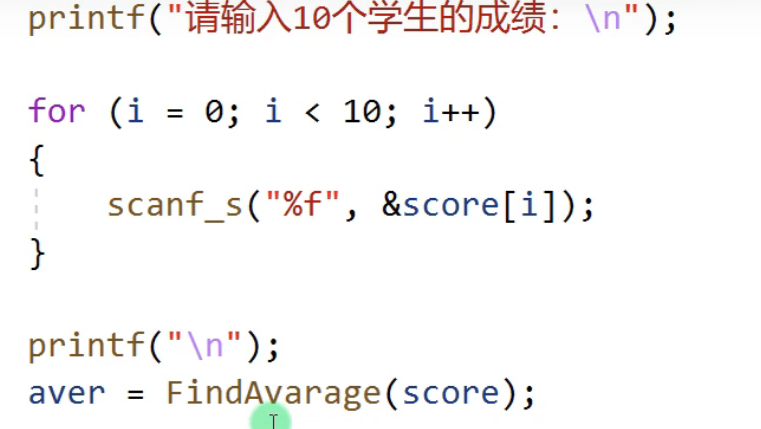 printf("请输入10个学生的成绩：\n");
for (i = 0; i < 10; i++)
{
scanf_s("%f", &score[i]);
}
printf("\n");
aver = FindAvarage(score);